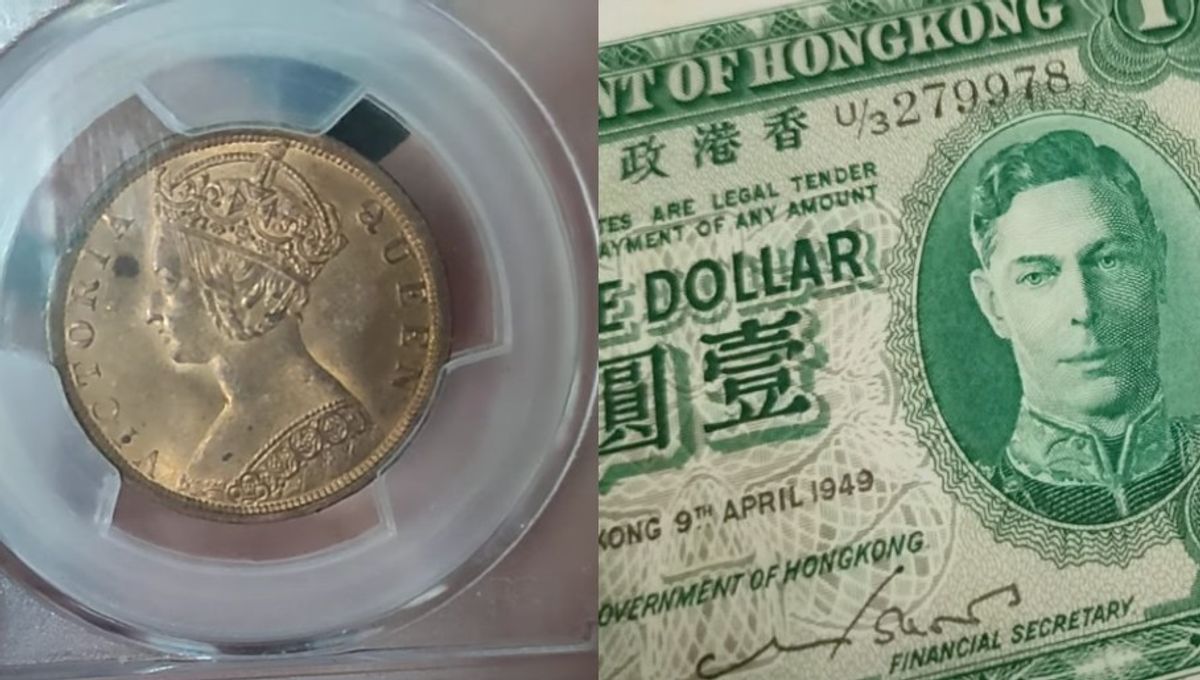 VICTORIA QUEEN
NT OF HONGKONG 1
政港香 U/3 279978
TES ARE LEGAL TENDER
AYMENT OF ANY AMOUNT
E DOLLAR
圓壹
KONG 9TH APRIL 1949
OVERNMENT OF HONGKONG
FINANCIAL SECRETARY